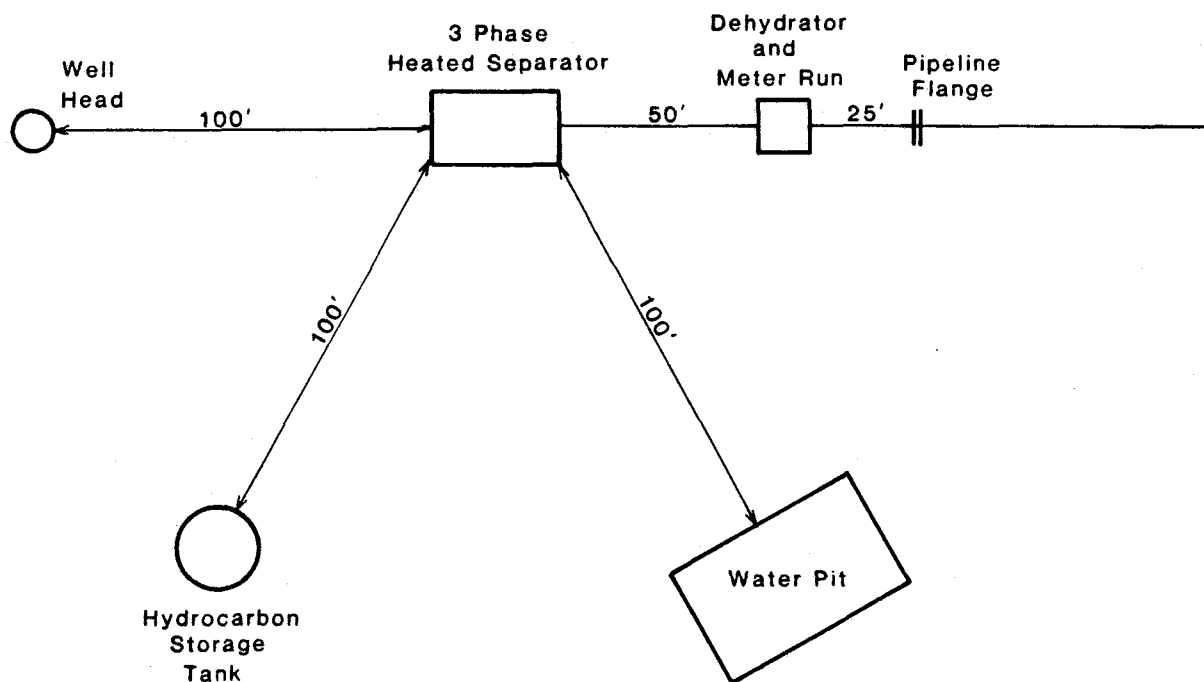 Well
Head
100′
3 Phase
Heated Separator
50′
Dehydrator
and
Meter Run
25′
Pipeline
Flange
100′
100′
Hydrocarbon
Storage
Tank
Water Pit